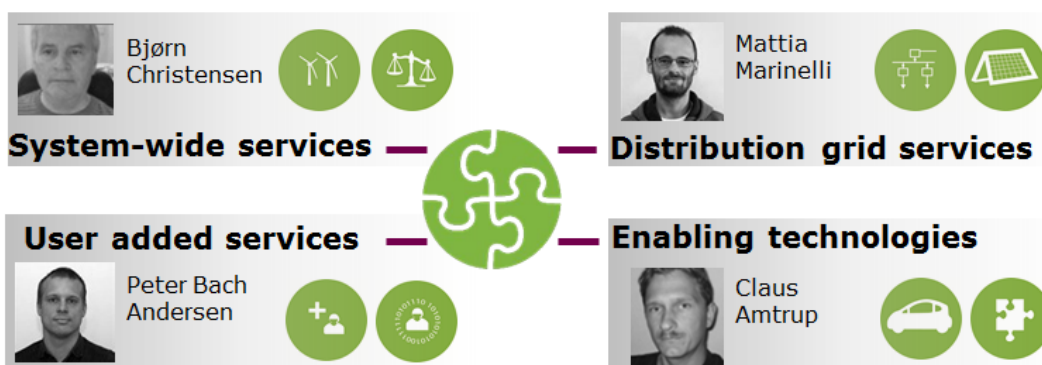 Bjørn
Christensen
System-wide services
Mattia
Marinelli
Distribution grid services
User added services
Peter Bach
Andersen
Enabling technologies
Claus
Amtrup